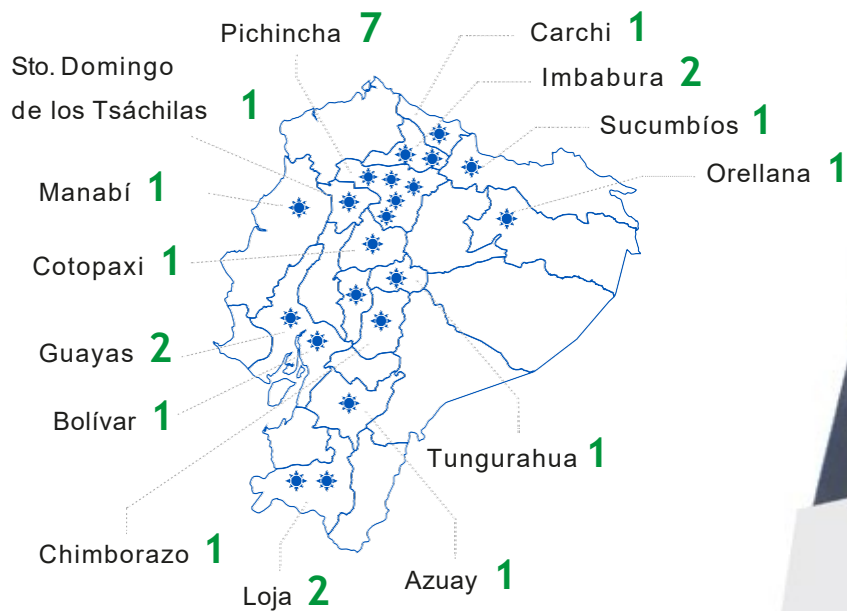 Pichincha 7
Carchi 1
Sto. Domingo
de los Tsáchilas 1
Imbabura 2
Sucumbíos 1
Orellana 1
Manabí 1
Cotopaxi 1
Guayas 2
Bolívar 1
Tungurahua 1
Chimborazo 1
Loja 2
Azuay 1